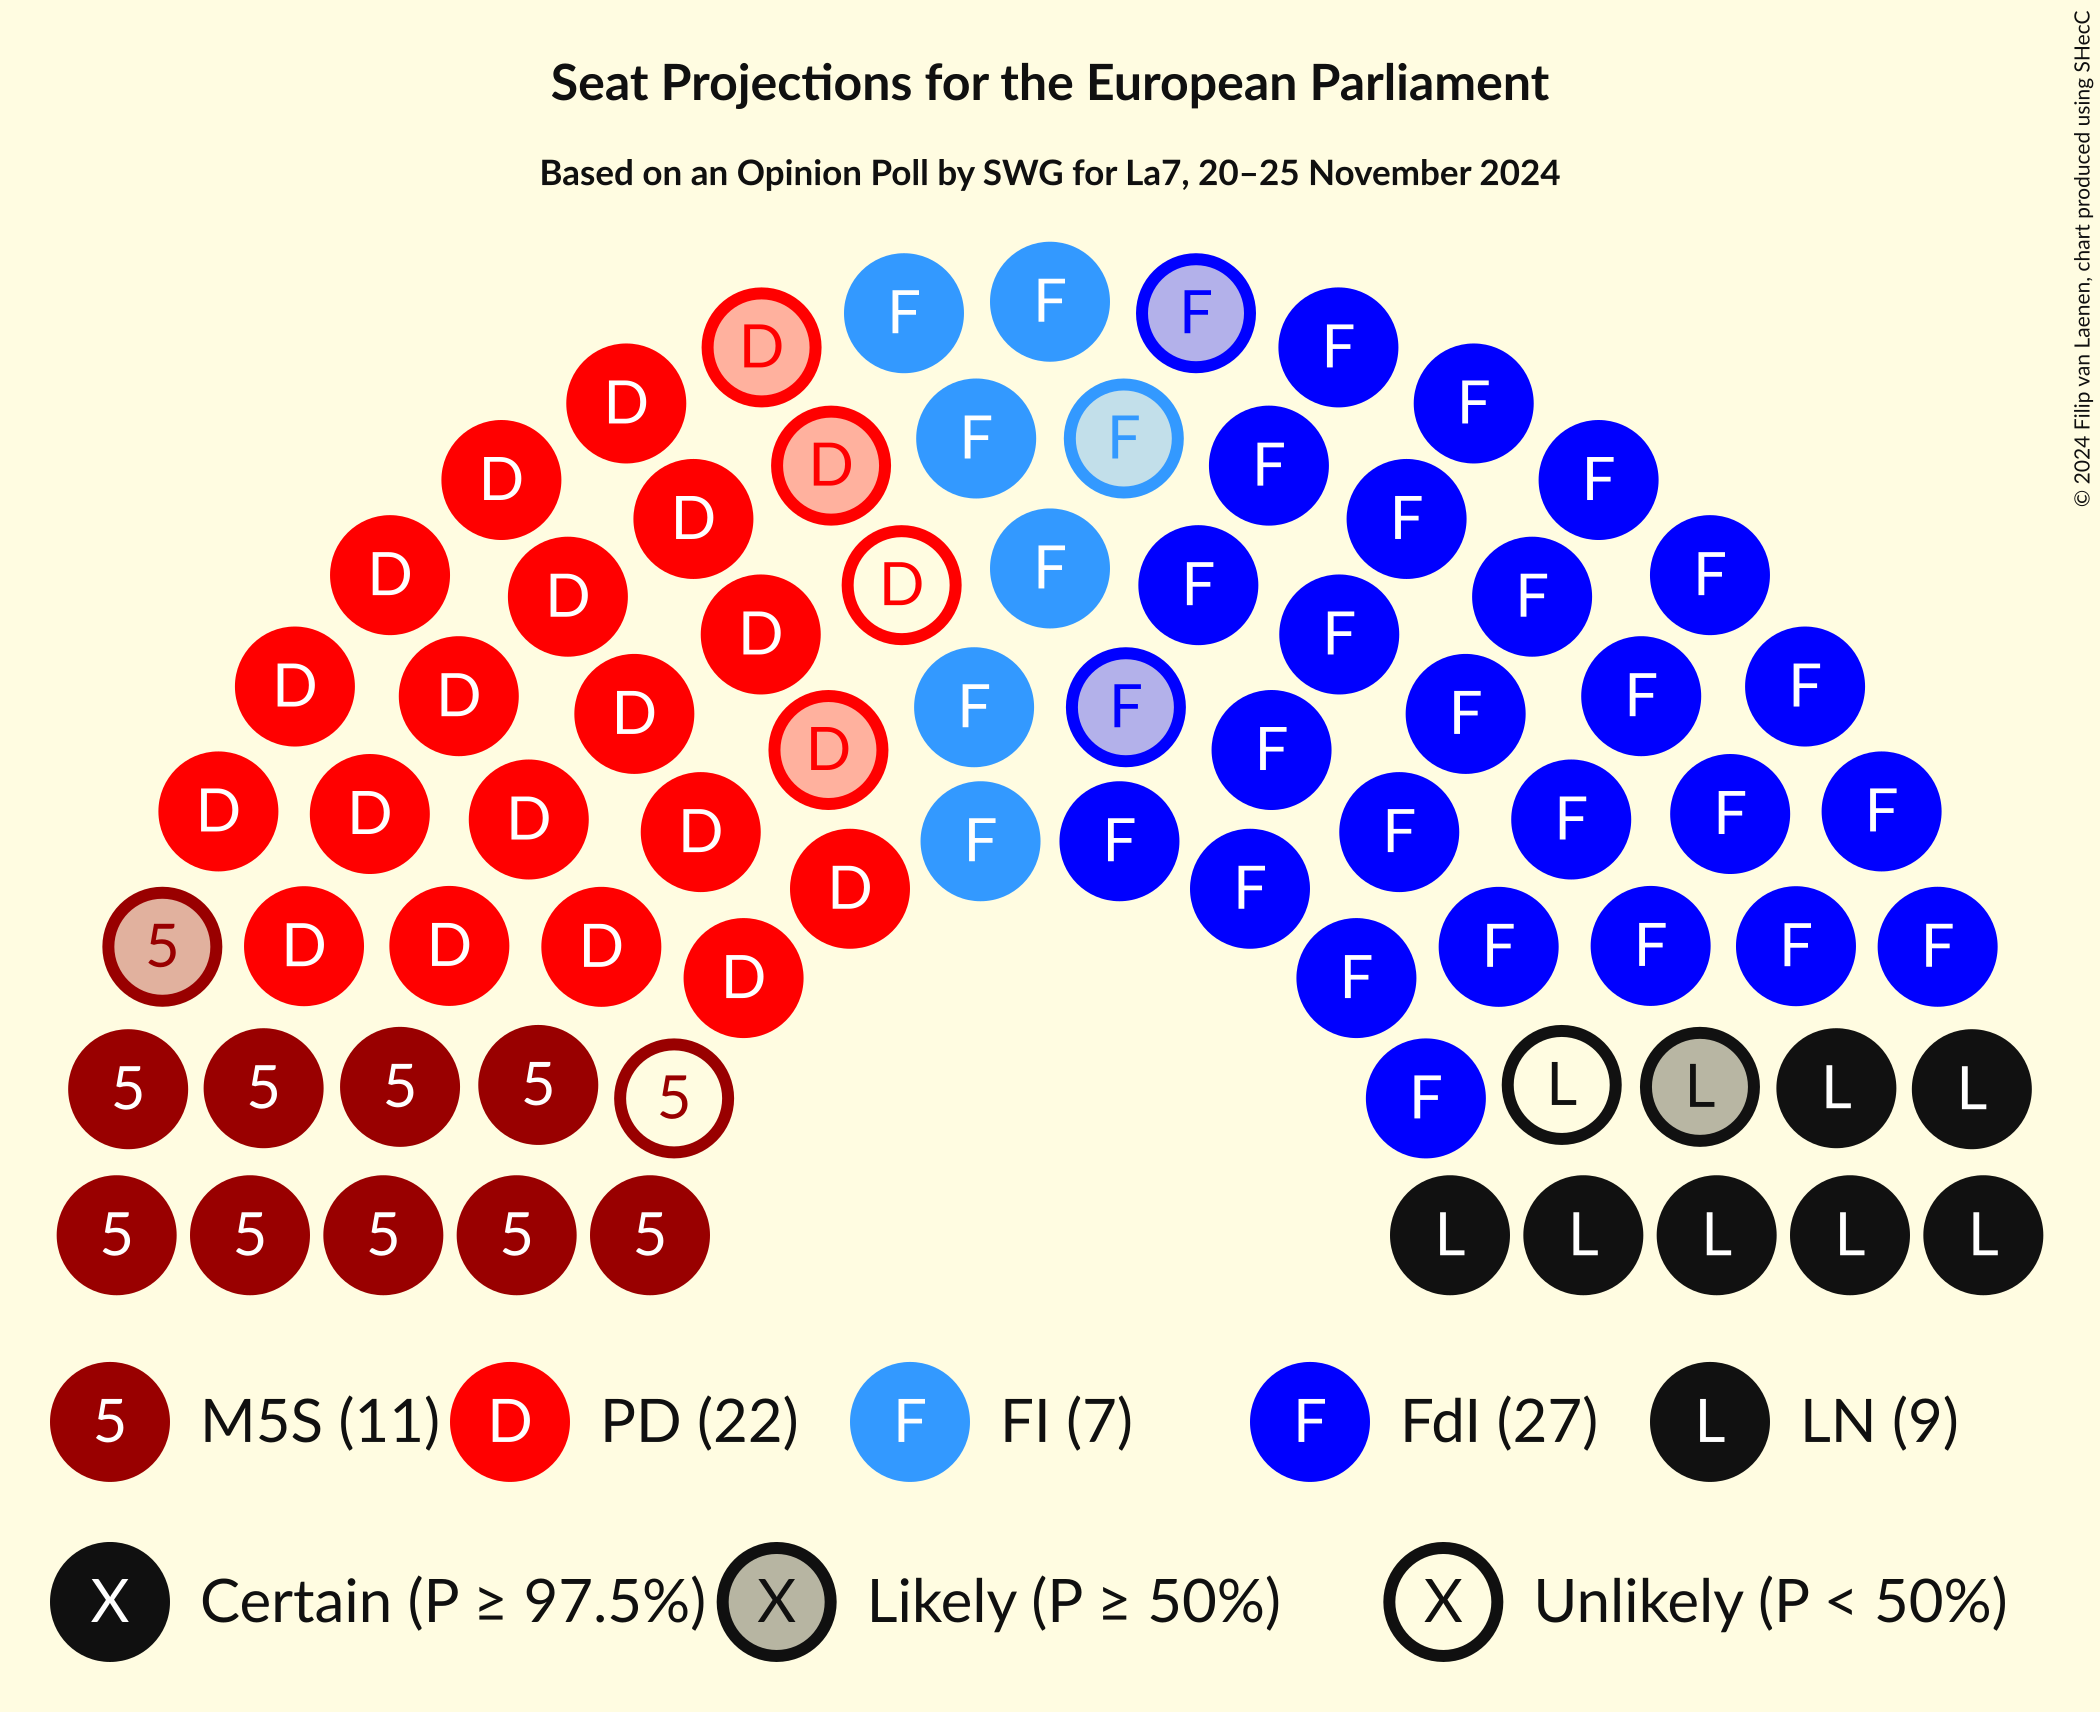 Seat Projections for the European Parliament
Based on an Opinion Poll by SWG for La7, 20–25 November 2024
© 2024 Filip van Laenen, chart produced using SHecC
F
D F F
D F F
D F
D F F
D F
D D F F
D F
D D F F
D F
D F F
D D F F
D F
D D F F
D D D F F F
D F F
D D F F
5 D D D F F F F
D F
5 5 5 5 L L L L
5 F
5 5 5 5 5 L L L L L
5 M5S (11) D PD (22) F FI (7) F FdI (27) L LN (9)
X Certain (P ≥ 97.5%) X Likely (P ≥ 50%) X Unlikely (P < 50%)